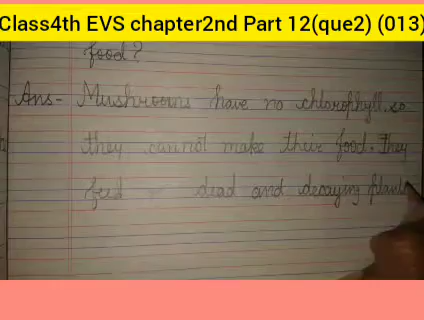 Class4th EVS chapter2nd Part 12(que2) (013)
food?
Ans- Mushrooms have no chlorophyll. so
they cannot make their food. They
feed dead and decaying plants